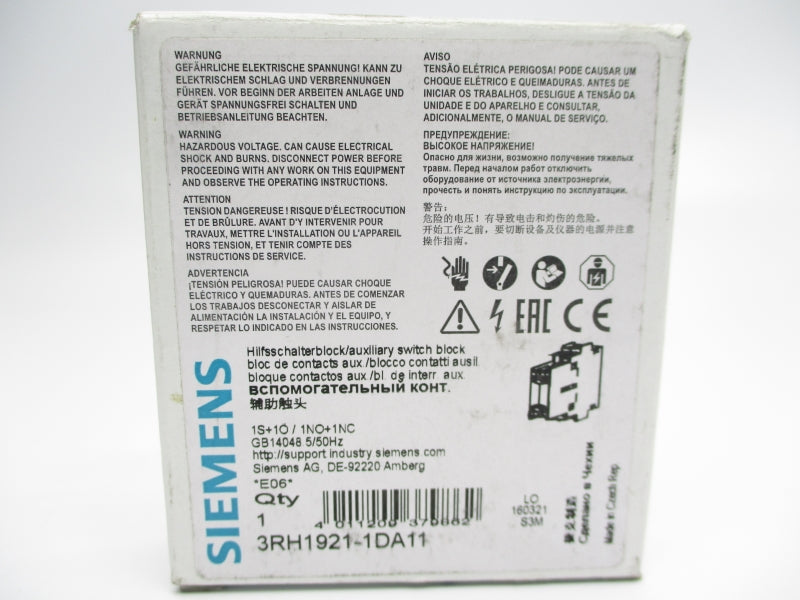 WARNUNG
GEFÄHRLICHE ELEKTRISCHE SPANNUNG! KANN ZU
ELEKTRISCHEM SCHLAG UND VERBRENNUNGEN
FÜHREN. VOR BEGINN DER ARBEITEN ANLAGE UND
GERÄT SPANNUNGSFREI SCHALTEN UND
BETRIEBSANLEITUNG BEACHTEN.
WARNING
HAZARDOUS VOLTAGE. CAN CAUSE ELECTRICAL
SHOCK AND BURNS. DISCONNECT POWER BEFORE
PROCEEDING WITH ANY WORK ON THIS EQUIPMENT
AND OBSERVE THE OPERATING INSTRUCTIONS.
ATTENTION
TENSION DANGEREUSE ! RISQUE D'ÉLECTROCUTION
ET DE BRÛLURE. AVANT D'Y INTERVENIR POUR
TRAVAUX, METTRE L'INSTALLATION OU L'APPAREIL
HORS TENSION, ET TENIR COMPTE DES
INSTRUCTIONS DE SERVICE.
ADVERTENCIA
¡TENSIÓN PELIGROSA! PUEDE CAUSAR CHOQUE
ELÉCTRICO Y QUEMADURAS. ANTES DE COMENZAR
LOS TRABAJOS DESCONECTAR Y AISLAR DE
ALIMENTACIÓN LA INSTALACIÓN Y EL EQUIPO, Y
RESPETAR LO INDICADO EN LAS INSTRUCCIONES.
AVISO
TENSÃO ELÉTRICA PERIGOSA! PODE CAUSAR UM
CHOQUE ELÉTRICO E QUEIMADURAS. ANTES DE
INICIAR OS TRABALHOS, DESLIGUE A TENSÃO DA
UNIDADE E DO APARELHO E CONSULTAR,
ADICIONALMENTE, O MANUAL DE SERVIÇO.
ПРЕДУПРЕЖДЕНИЕ:
ВЫСОКОЕ НАПРЯЖЕНИЕ!
Опасно для жизни, возможно получение тяжелых
травм. Перед началом работ отключить
оборудование от источника электроэнергии,
прочесть и понять инструкцию по эксплуатации.
警告:
危险的电压! 有导致电击和灼伤的危险。
开始工作之前, 要切断设备及仪器的电源并注意
操作指南。
EAC CE
SIEMENS
Hilfsschalterblock/auxiliary switch block
bloc de contacts aux./blocco contatti ausil.
bloque contactos aux./bl. de interr. aux.
вспомогательный конт.
辅助触头
1S+1Ö / 1NO+1NC
GB14048.5/50Hz
http://support.industry.siemens.com
Siemens AG, DE-92220 Amberg
*E06*
Qty
1
4 011209 370662
3RH1921-1DA11
LO
160321
S3M
捷克制造
Сделано в Чехии
Made in Czech Rep.